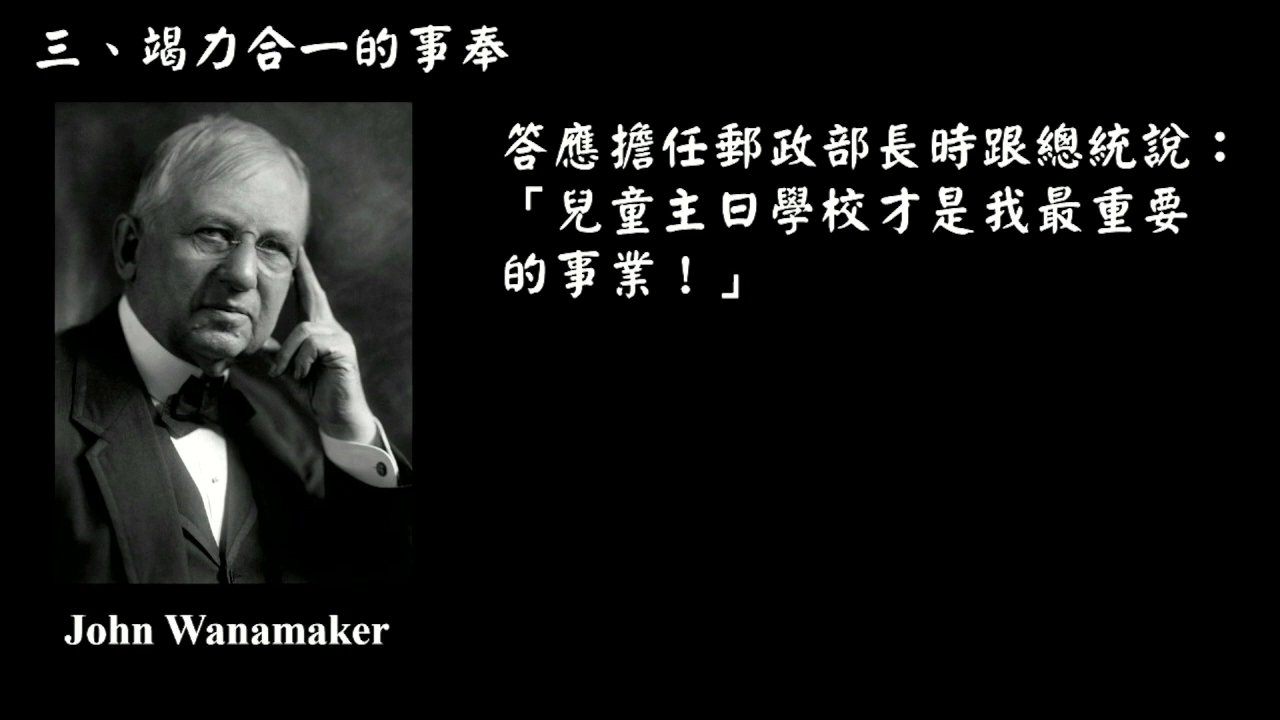 三、竭力合一的事奉
答應擔任郵政部長時跟總統說：
「兒童主日學校才是我最重要
的事業！」
John Wanamaker